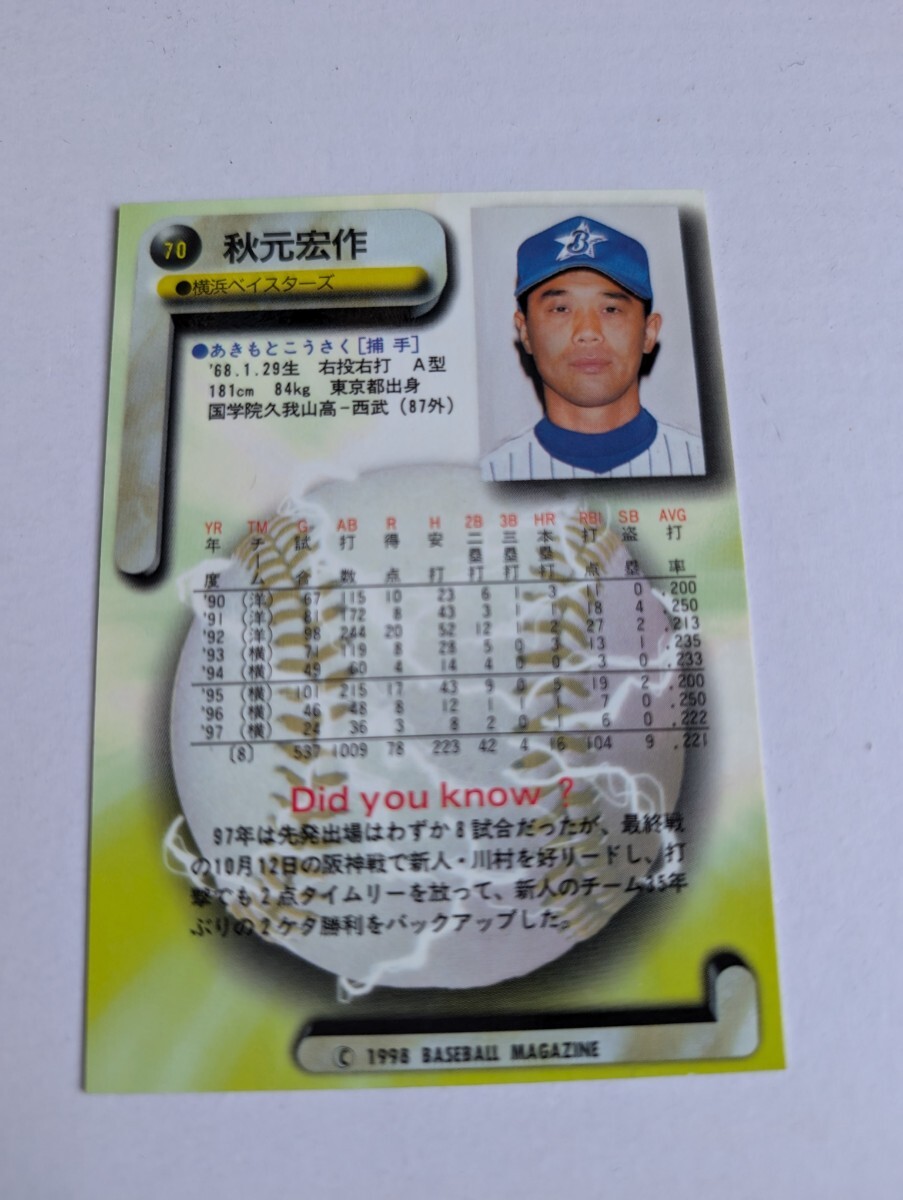 70 秋元宏作
●横浜ベイスターズ
B
●あきもとこうさく[捕 手]
'68.1.29生 右投右打 A型
181cm 84kg 東京都出身
国学院久我山高-西武(87外)
YR TM G AB R H 2B 3B HR RBI SB AVG
年度 チーム 試合 打数 得点 安打 二塁打 三塁打 本塁打 打点 盗塁 打率
'90 (洋) 67 115 10 23 6 1 3 11 0 .200
'91 (洋) 81 172 8 43 3 1 1 18 4 .250
'92 (洋) 98 244 20 52 12 1 2 27 2 .213
'93 (横) 71 119 8 28 5 0 3 13 1 .235
'94 (横) 49 60 4 14 4 0 0 3 0 .233
'95 (横) 101 215 17 43 9 0 5 19 2 .200
'96 (横) 46 48 8 12 1 1 1 7 0 .250
'97 (横) 24 36 3 8 2 0 1 6 0 .222
(8) 537 1009 78 223 42 4 16 104 9 .221
Did you know ?
97年は先発出場はわずか8試合だったが、最終戦
の10月12日の阪神戦で新人・川村を好リードし、打
撃でも2点タイムリーを放って、新人のチーム35年
ぶりの2ケタ勝利をバックアップした。
© 1998 BASEBALL MAGAZINE